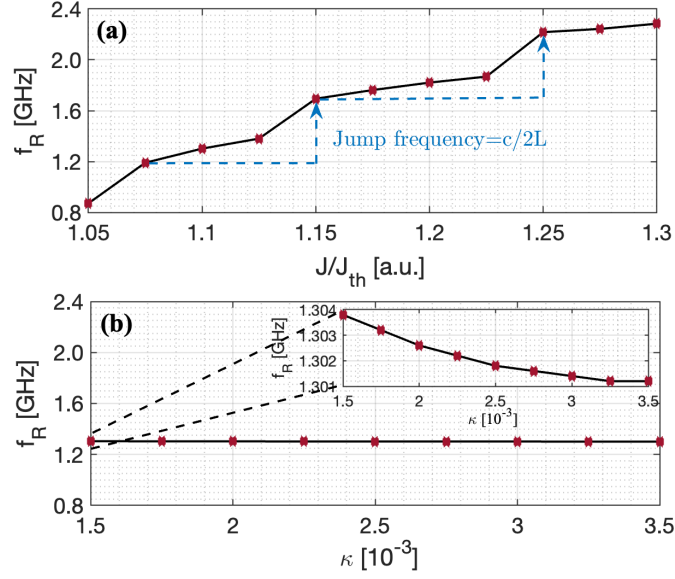 (a)
2.4
2.0
1.6
1.2
0.8
f_R [GHz]
Jump frequency=c/2L
1.05 1.1 1.15 1.2 1.25 1.3
J/J_th [a.u.]
(b)
2.4
2.0
1.6
1.2
0.8
f_R [GHz]
1.304
1.303
1.302
1.301
f_R [GHz]
1.5 2 2.5 3 3.5
κ [10^-3]
1.5 2 2.5 3 3.5
κ [10^-3]